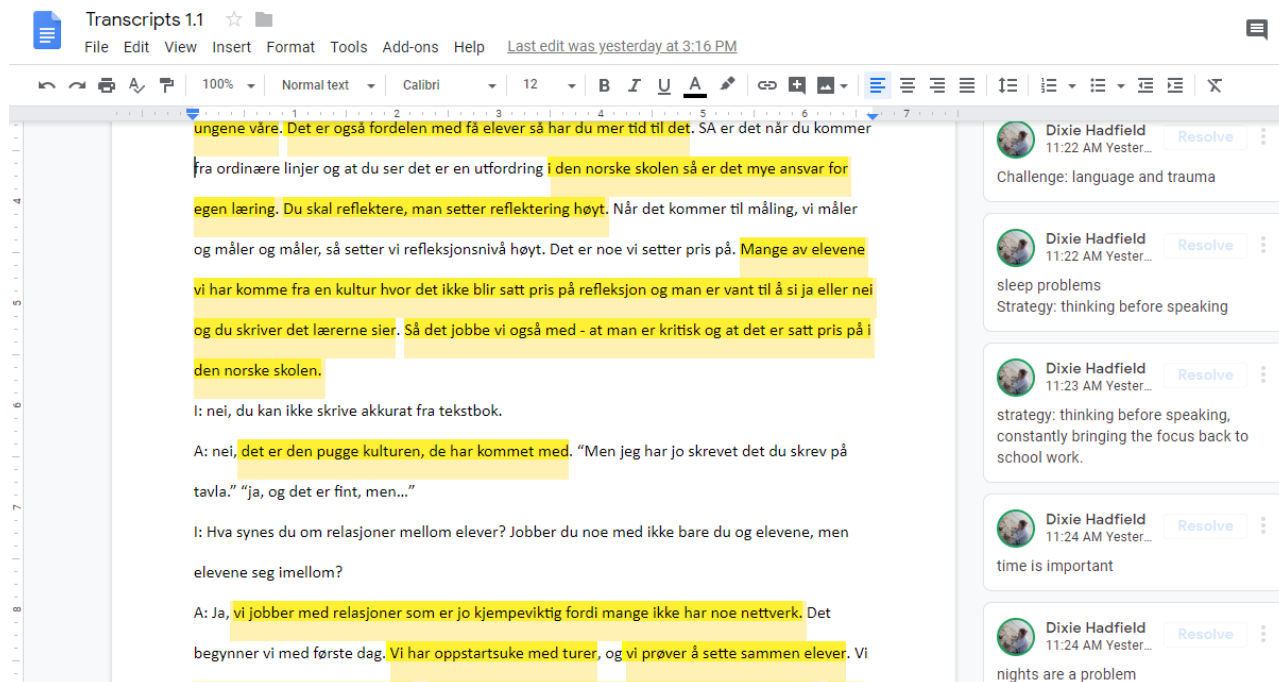 Transcripts 1.1
File Edit View Insert Format Tools Add-ons Help Last edit was yesterday at 3:16 PM
100% Normal text Calibri 12 B I U A
1 2 3 4 5 6 7
ungene våre. Det er også fordelen med få elever så har du mer tid til det. SA er det når du kommer
fra ordinære linjer og at du ser det er en utfordring i den norske skolen så er det mye ansvar for
egen læring. Du skal reflektere, man setter reflektering høyt. Når det kommer til måling, vi måler
og måler og måler, så setter vi refleksjonsnivå høyt. Det er noe vi setter pris på. Mange av elevene
vi har komme fra en kultur hvor det ikke blir satt pris på refleksjon og man er vant til å si ja eller nei
og du skriver det lærerne sier. Så det jobbe vi også med - at man er kritisk og at det er satt pris på i
den norske skolen.
I: nei, du kan ikke skrive akkurat fra tekstbok.
A: nei, det er den pugge kulturen, de har kommet med. “Men jeg har jo skrevet det du skrev på
tavla.” “ja, og det er fint, men…”
I: Hva synes du om relasjoner mellom elever? Jobber du noe med ikke bare du og elevene, men
elevene seg imellom?
A: Ja, vi jobber med relasjoner som er jo kjempeviktig fordi mange ikke har noe nettverk. Det
begynner vi med første dag. Vi har oppstartsuke med turer, og vi prøver å sette sammen elever. Vi
4
5
6
7
8
Dixie Hadfield
11:22 AM Yester...
Resolve
Challenge: language and trauma
Dixie Hadfield
11:22 AM Yester...
Resolve
sleep problems
Strategy: thinking before speaking
Dixie Hadfield
11:23 AM Yester...
Resolve
strategy: thinking before speaking,
constantly bringing the focus back to
school work.
Dixie Hadfield
11:24 AM Yester...
Resolve
time is important
Dixie Hadfield
11:24 AM Yester...
Resolve
nights are a problem